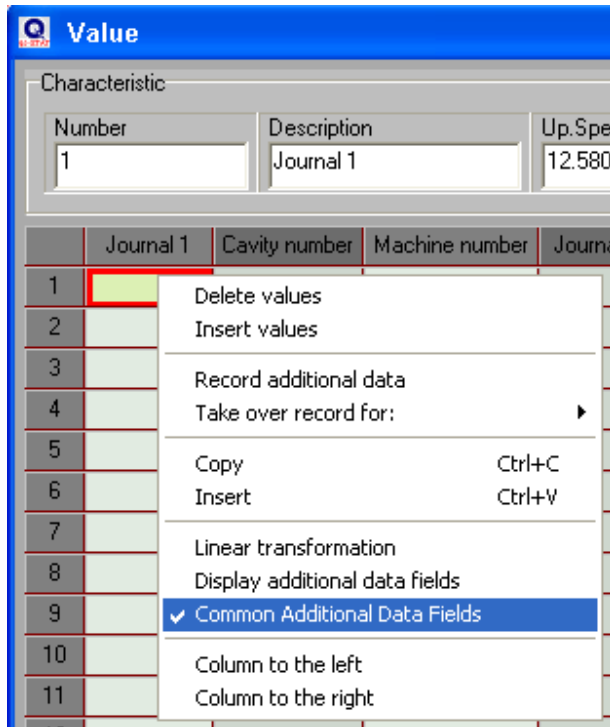 Value
Characteristic
Number Description Up.Spe
1 Journal 1 12.580
Journal 1 Cavity number Machine number Journa
1
Delete values
2 Insert values
3
Record additional data
4 Take over record for:
5
Copy Ctrl+C
6 Insert Ctrl+V
7
Linear transformation
8 Display additional data fields
9 Common Additional Data Fields
10
Column to the left
11 Column to the right